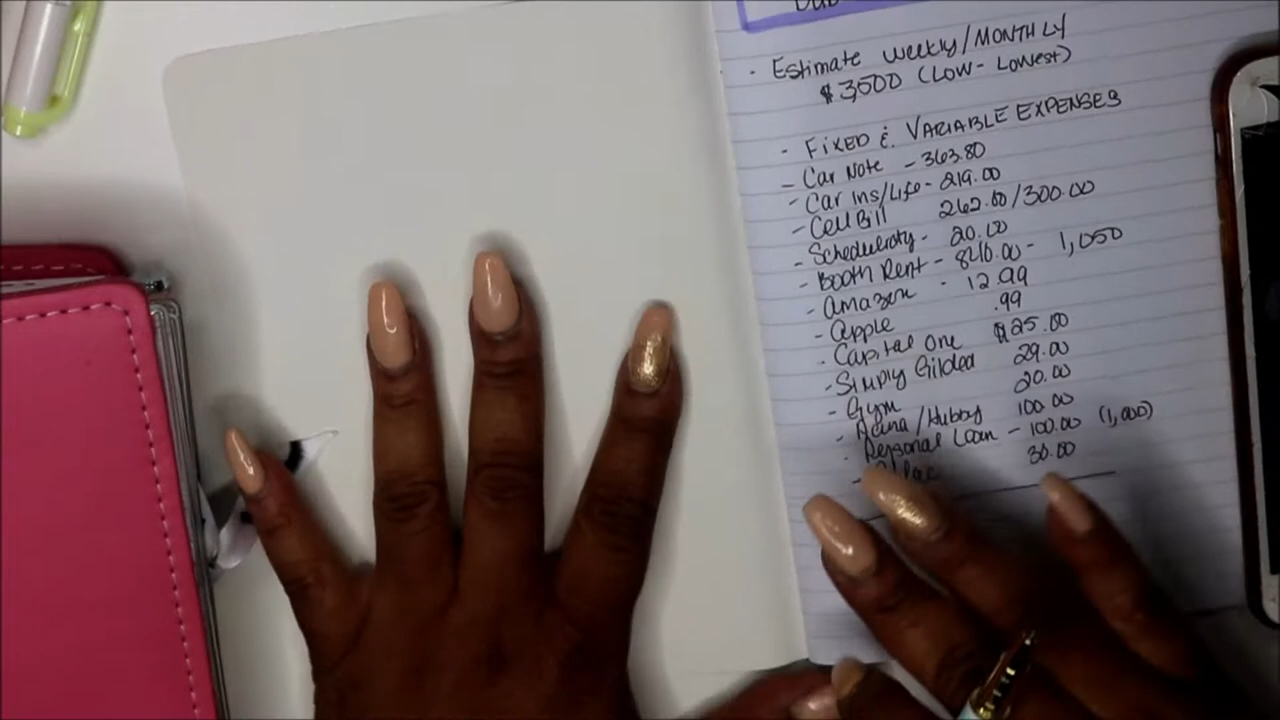 · Estimate weekly/MONTHLY
$3,500 (LOW - LOWEST)
- FIXED & VARIABLE EXPENSES
- Car Note - 363.80
- Car Ins/Life - 219.00
- Cell Bill 262.00/300.00
- Schedulicity - 20.00
- Booth Rent - 840.00 - 1,050
- Amazon - 12.99
- Apple .99
- Capital One $25.00
- Simply Gilded 29.00
- Gym 20.00
- /Hubby 100.00
- Personal Loan - 100.00 (1,000)
- 30.00